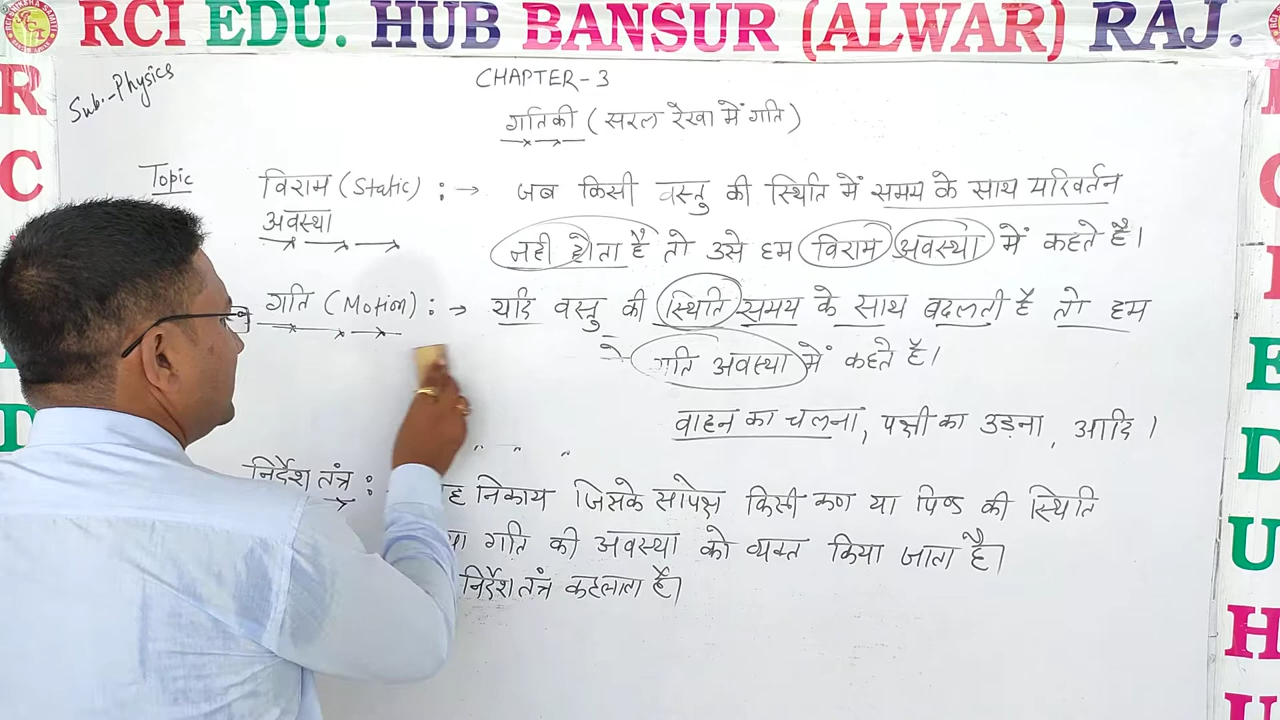 RCI EDU. HUB BANSUR (ALWAR) RAJ.
Sub:- Physics
CHAPTER - 3
गतिकी ( सरल रेखा में गति )
Topic
विराम (Static) :→ जब किसी वस्तु की स्थिति में समय के साथ परिवर्तन
अवस्था
नही होता है तो उसे हम विराम अवस्था में कहते है।
गति (Motion) :→ यदि वस्तु की स्थिति समय के साथ बदलती है तो हम
गति अवस्था में कहते है।
वाहन का चलना, पक्षी का उड़ना, आदि।
निर्देश तंत्र : निकाय जिसके सापेक्ष किसी कण या पिण्ड की स्थिति
गति की अवस्था को व्यक्त किया जाता है।
निर्देश तंत्र कहलाता है।
R
C
E
D
U
H
U